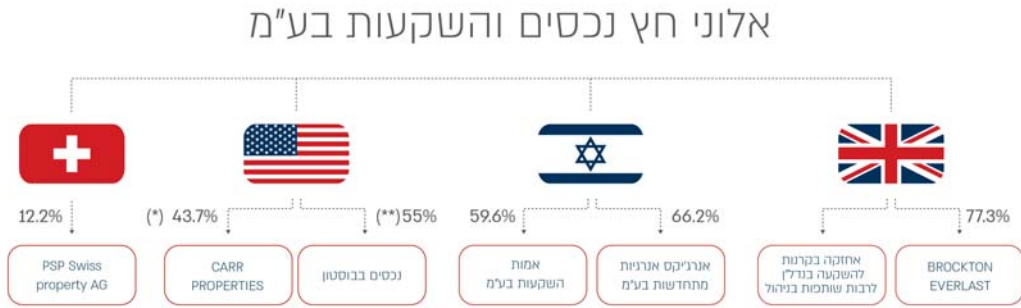 אלוני חץ נכסים והשקעות בע"מ
12.2%
(*) 43.7%
(**)55%
59.6%
66.2%
77.3%
PSP Swiss
property AG
CARR
PROPERTIES
נכסים בבוסטון
אמות
השקעות בע"מ
אנרג'יקס אנרגיות
מתחדשות בע"מ
אחזקה בקרנות
להשקעה בנדל"ן
לרבות שותפות בניהול
BROCKTON
EVERLAST